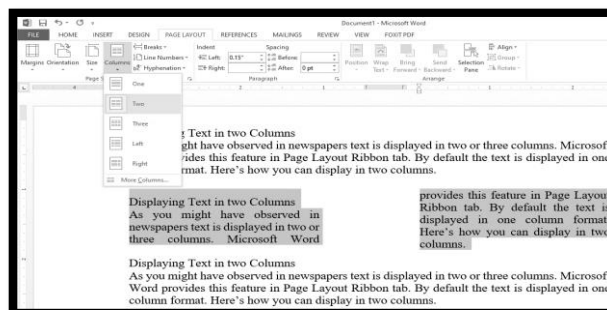 Document1 - Microsoft Word
FILE HOME INSERT DESIGN PAGE LAYOUT REFERENCES MAILINGS REVIEW VIEW FOXIT PDF
Margins Orientation Size Columns
Breaks
Line Numbers
Hyphenation
Indent
Left: 0.15"
Right:
Spacing
Before:
After: 0 pt
Position Wrap Text Bring Forward Send Backward Selection Pane
Align
Group
Rotate
Page S
Paragraph
Arrange
One
Two
Three
Left
Right
More Columns...
g Text in two Columns
ght have observed in newspapers text is displayed in two or three columns. Microsof
vides this feature in Page Layout Ribbon tab. By default the text is displayed in one
rmat. Here's how you can display in two columns.
Displaying Text in two Columns
As you might have observed in
newspapers text is displayed in two or
three columns. Microsoft Word
provides this feature in Page Layou
Ribbon tab. By default the text is
displayed in one column format
Here's how you can display in two
columns.
Displaying Text in two Columns
As you might have observed in newspapers text is displayed in two or three columns. Microsof
Word provides this feature in Page Layout Ribbon tab. By default the text is displayed in one
column format. Here's how you can display in two columns.